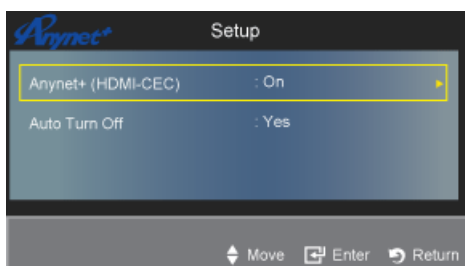 Anynet+ Setup
Anynet+ (HDMI-CEC) : On
Auto Turn Off : Yes
Move Enter Return